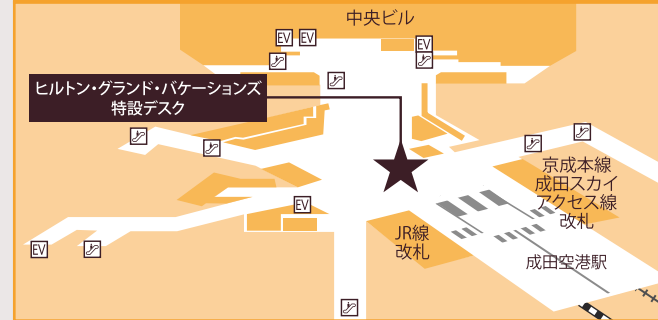 中央ビル
EV
EV
EV
ヒルトン・グランド・バケーションズ
特設デスク
京成本線
成田スカイ
アクセス線
改札
EV
JR線
改札
EV
成田空港駅